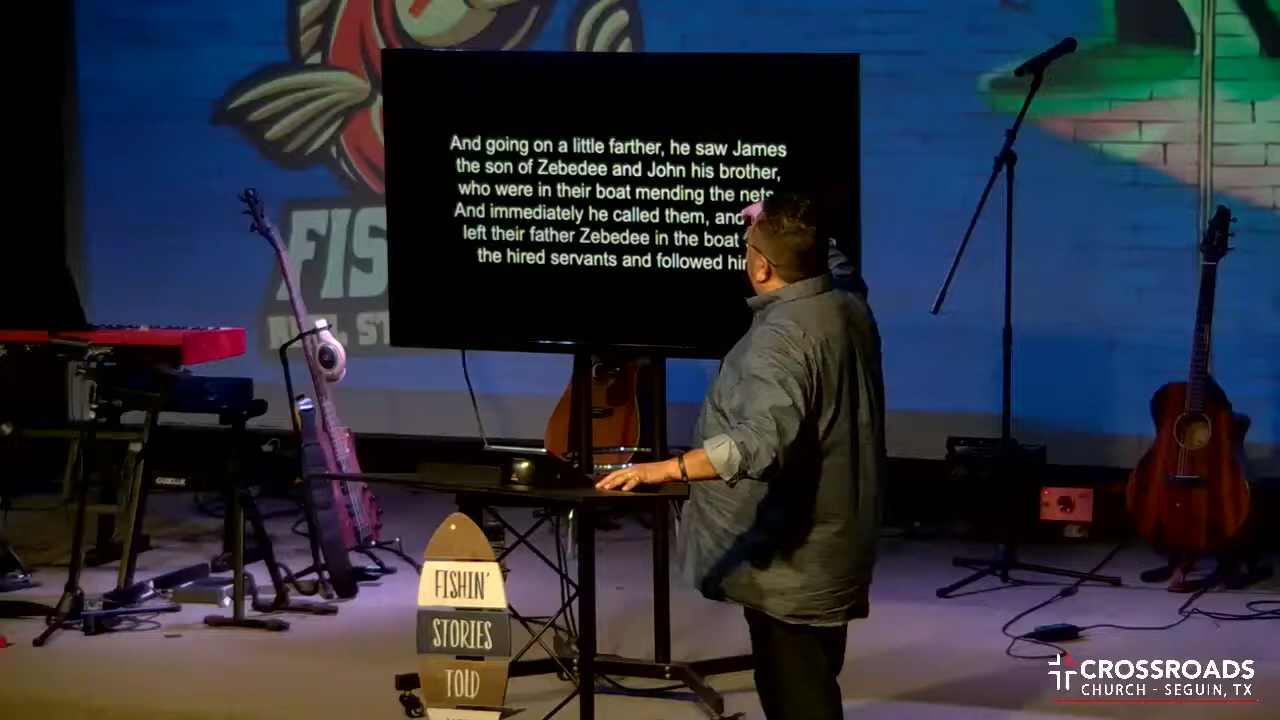 And going on a little farther, he saw James
the son of Zebedee and John his brother,
who were in their boat mending the nets
And immediately he called them, and
left their father Zebedee in the boat
the hired servants and followed
FIS
FISHIN'
STORIES
TOLD
CROSSROADS
CHURCH - SEGUIN, TX